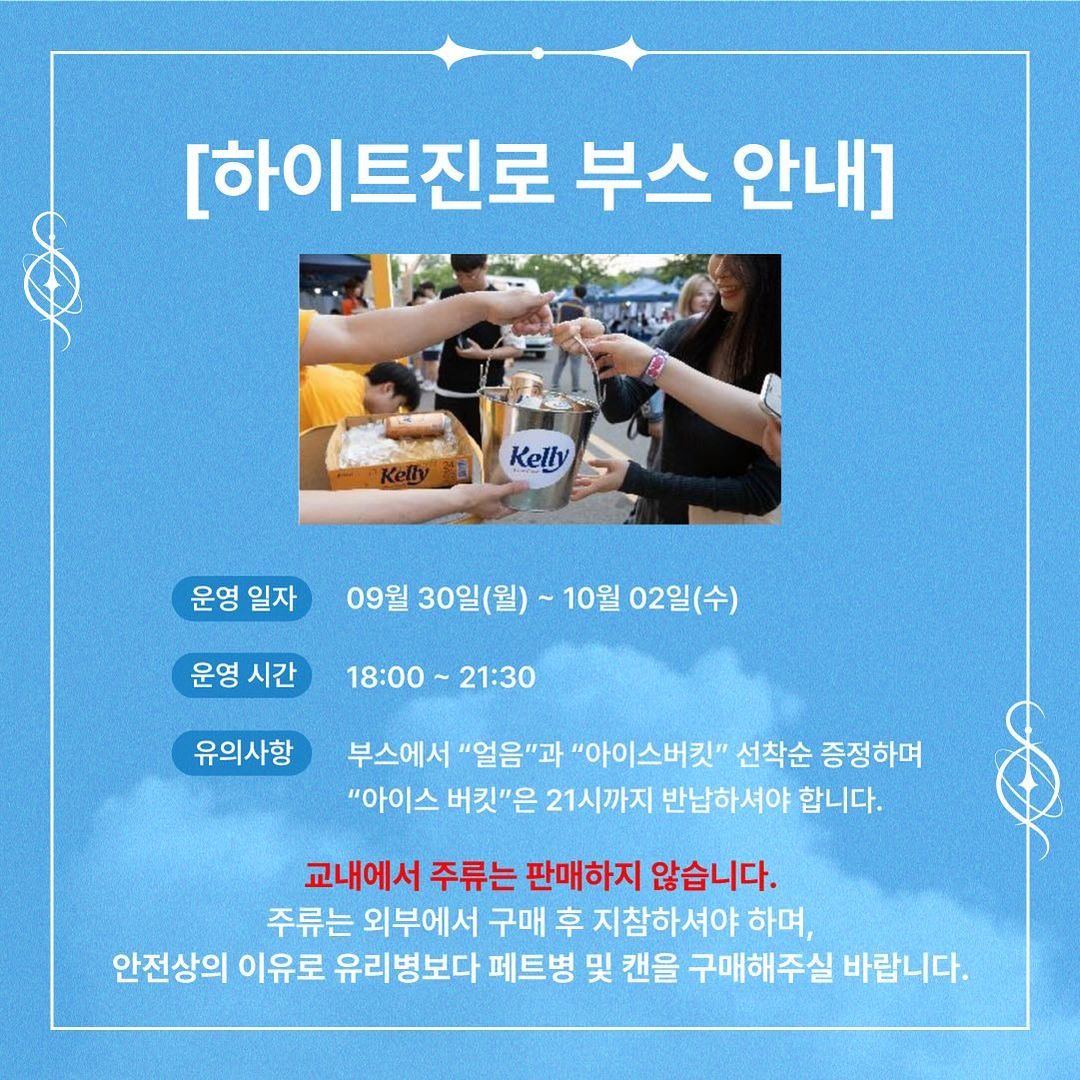 [하이트진로 부스 안내]
Kelly
Kelly
운영 일자 09월 30일(월) ~ 10월 02일(수)
운영 시간 18:00 ~ 21:30
유의사항 부스에서 “얼음”과 “아이스버킷” 선착순 증정하며
“아이스 버킷”은 21시까지 반납하셔야 합니다.
교내에서 주류는 판매하지 않습니다.
주류는 외부에서 구매 후 지참하셔야 하며,
안전상의 이유로 유리병보다 페트병 및 캔을 구매해주실 바랍니다.